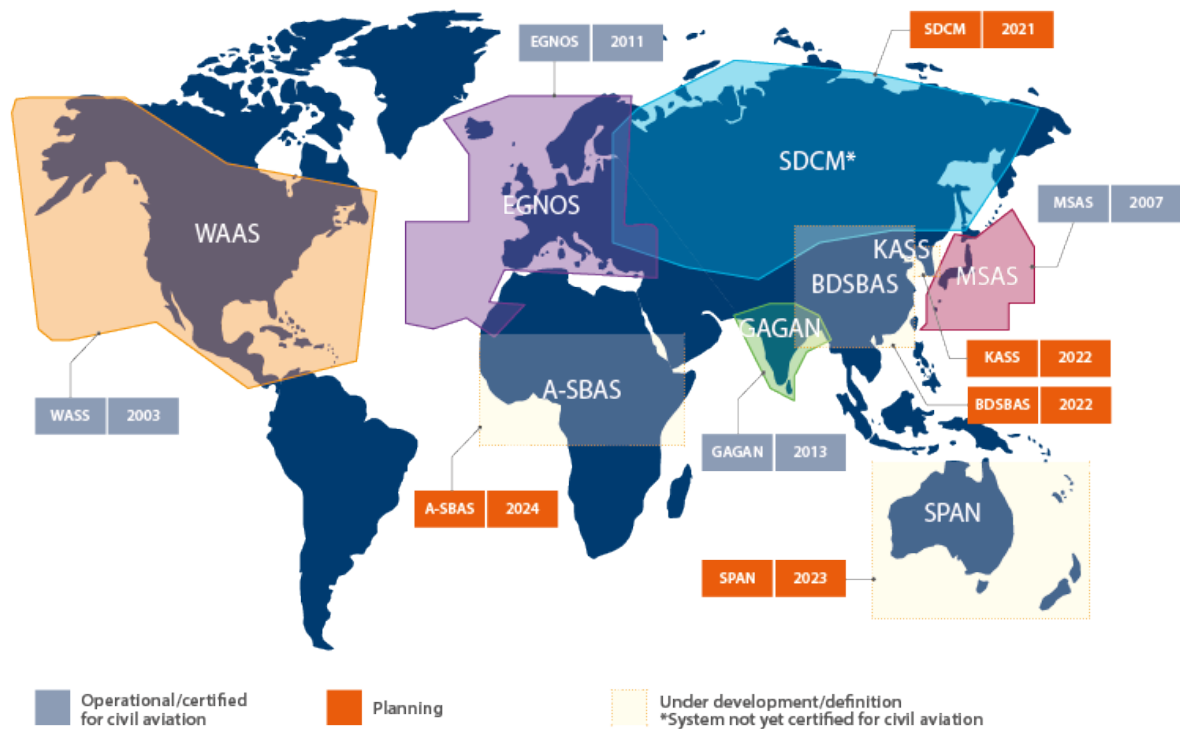 EGNOS 2011
SDCM 2021
SDCM*
MSAS 2007
EGNOS
WAAS
KASS
MSAS
BDSBAS
GAGAN
KASS 2022
A-SBAS
BDSBAS 2022
WASS 2003
GAGAN 2013
A-SBAS 2024
SPAN
SPAN 2023
Operational/certified
for civil aviation
Planning
Under development/definition
*System not yet certified for civil aviation